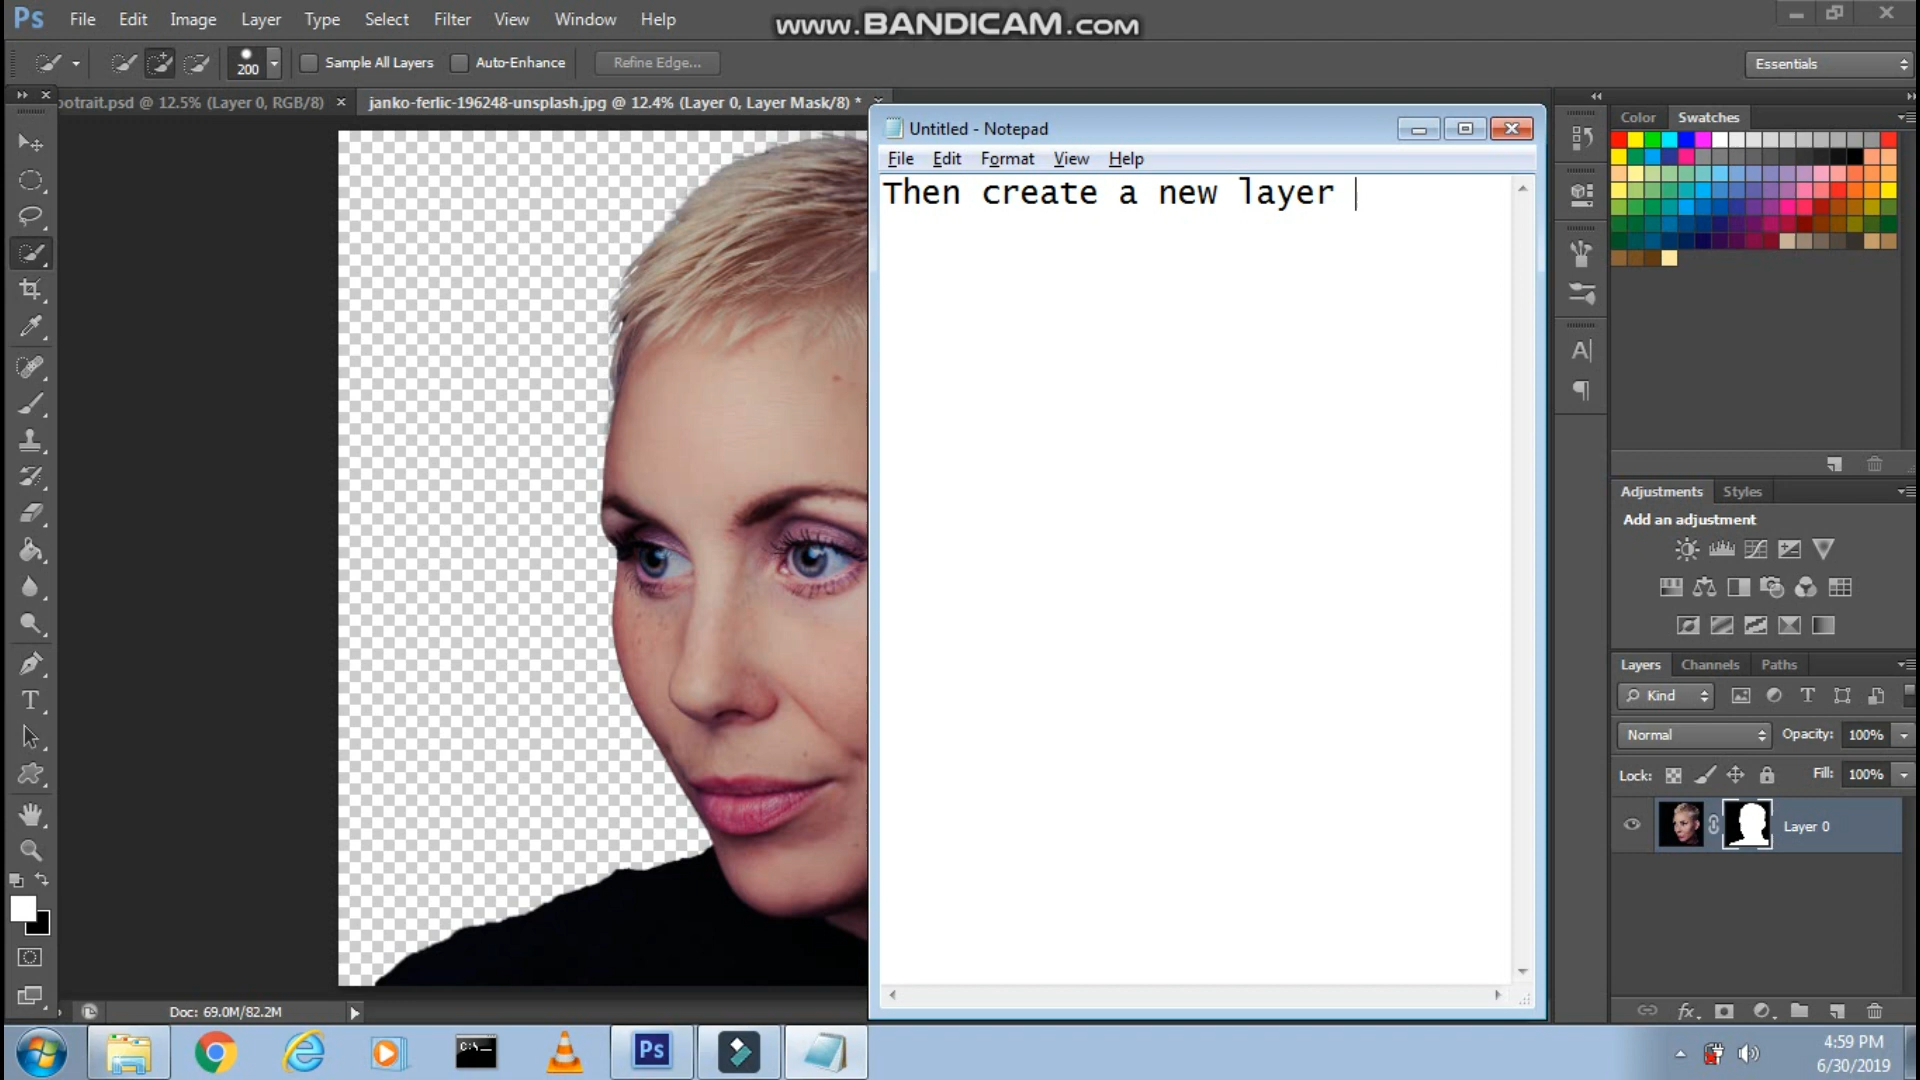 Ps File Edit Image Layer Type Select Filter View Window Help
www.BANDICAM.com
200 Sample All Layers Auto-Enhance Refine Edge... Essentials
otrait.psd @ 12.5% (Layer 0, RGB/8) × janko-ferlic-196248-unsplash.jpg @ 12.4% (Layer 0, Layer Mask/8) *
Color Swatches
Untitled - Notepad
File Edit Format View Help
Then create a new layer
Adjustments Styles
Add an adjustment
Layers Channels Paths
Kind
Normal Opacity: 100%
Lock: Fill: 100%
Layer 0
Doc: 69.0M/82.2M
Ps
4:59 PM
6/30/2019